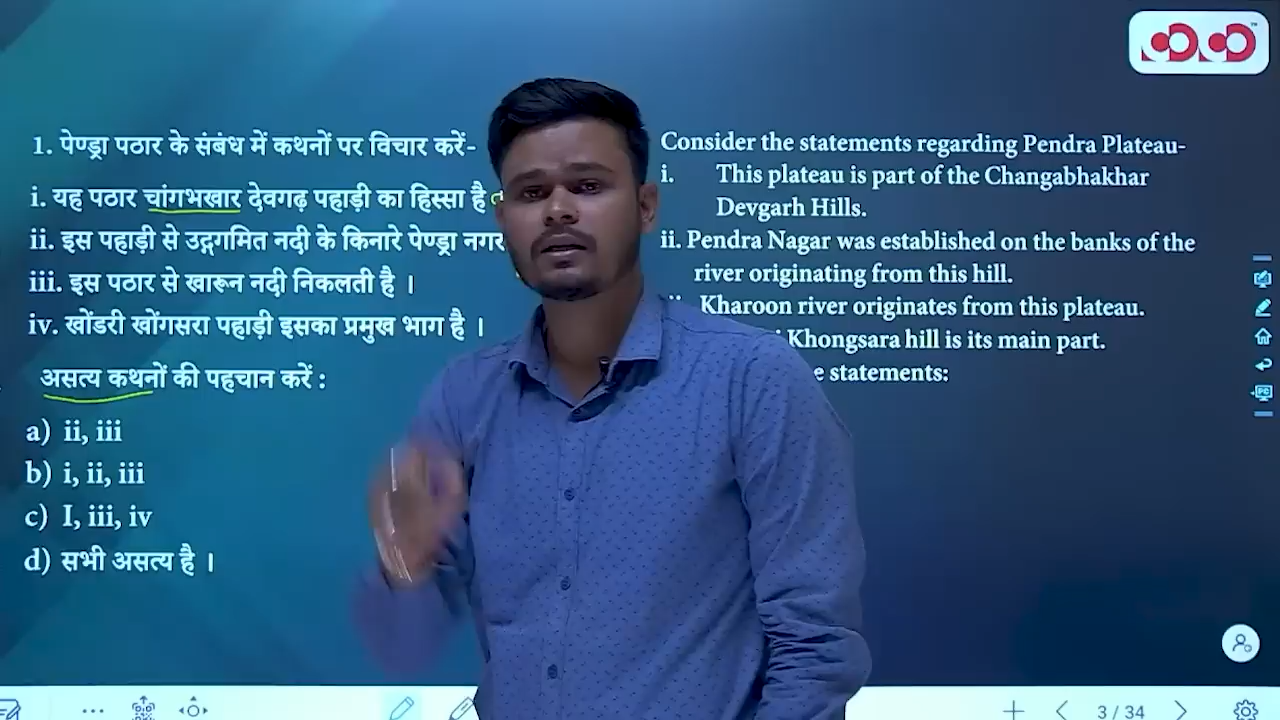 1. पेण्ड्रा पठार के संबंध में कथनों पर विचार करें-
i. यह पठार चांगभखार देवगढ़ पहाड़ी का हिस्सा है
ii. इस पहाड़ी से उद्गगमित नदी के किनारे पेण्ड्रा नगर
iii. इस पठार से खारून नदी निकलती है ।
iv. खोंडरी खोंगसरा पहाड़ी इसका प्रमुख भाग है ।
असत्य कथनों की पहचान करें :
a) ii, iii
b) i, ii, iii
c) I, iii, iv
d) सभी असत्य है ।
Consider the statements regarding Pendra Plateau-
i. This plateau is part of the Changabhakhar
Devgarh Hills.
ii. Pendra Nagar was established on the banks of the
river originating from this hill.
Kharoon river originates from this plateau.
Khongsara hill is its main part.
statements:
PC
3 / 34